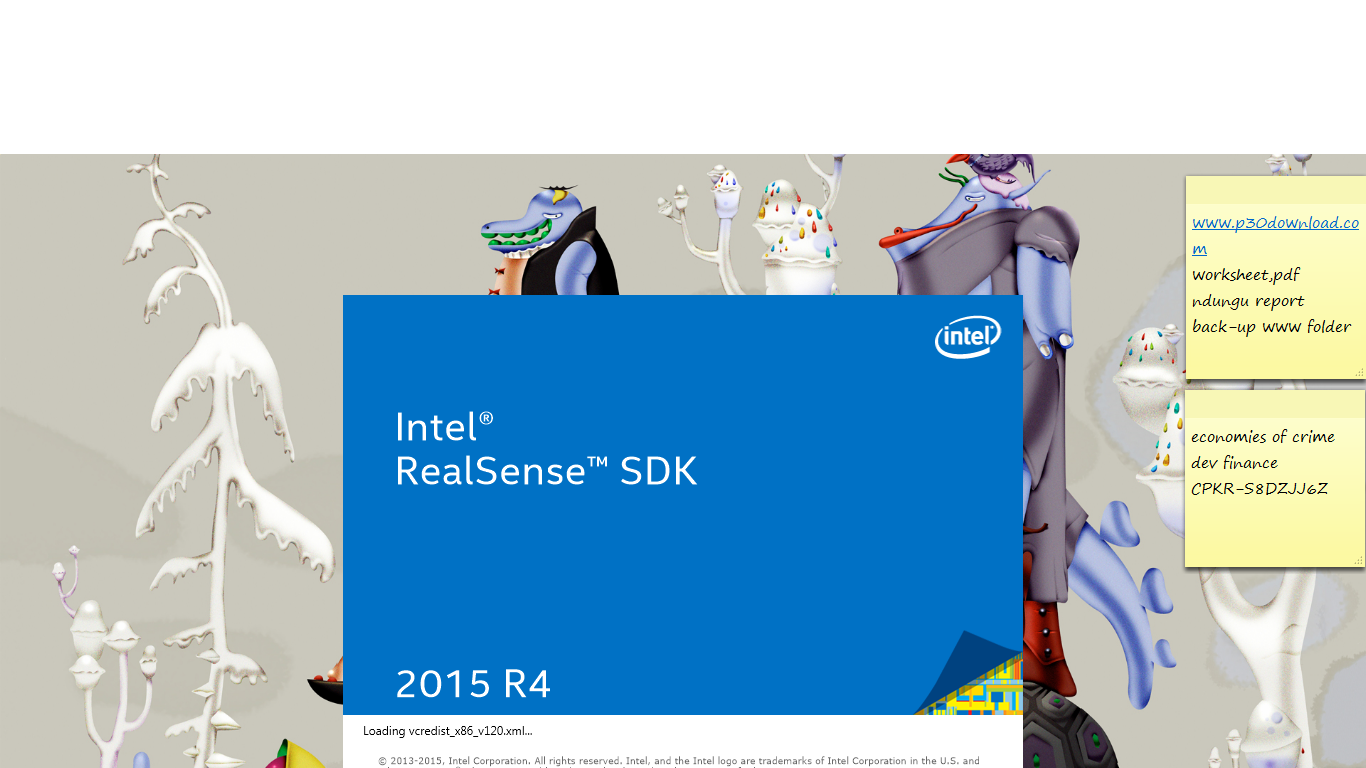 www.p30download.co
m
worksheet,pdf
ndungu report
back-up WWW folder
economies of crime
dev finance
CPKR-S8DZJJ6Z
intel
Intel®
RealSense™ SDK
2015 R4
Loading vcredist_x86_v120.xml...
© 2013-2015, Intel Corporation. All rights reserved. Intel, and the Intel logo are trademarks of Intel Corporation in the U.S. and